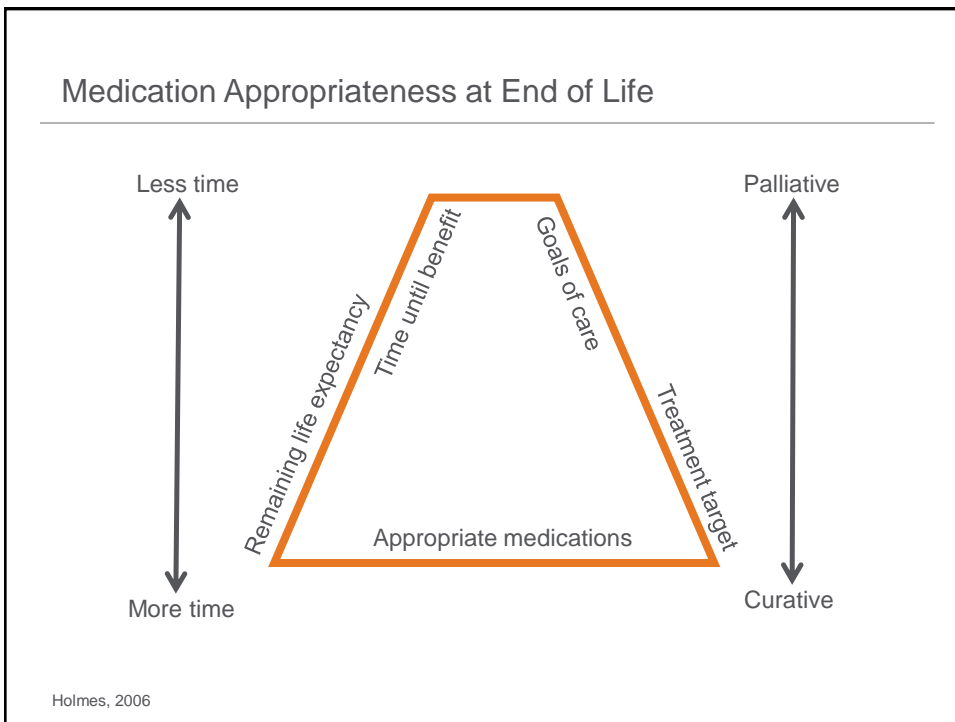 Medication Appropriateness at End of Life
Less time
Palliative
Remaining life expectancy
Time until benefit
Goals of care
Treatment target
Appropriate medications
More time
Curative
Holmes, 2006